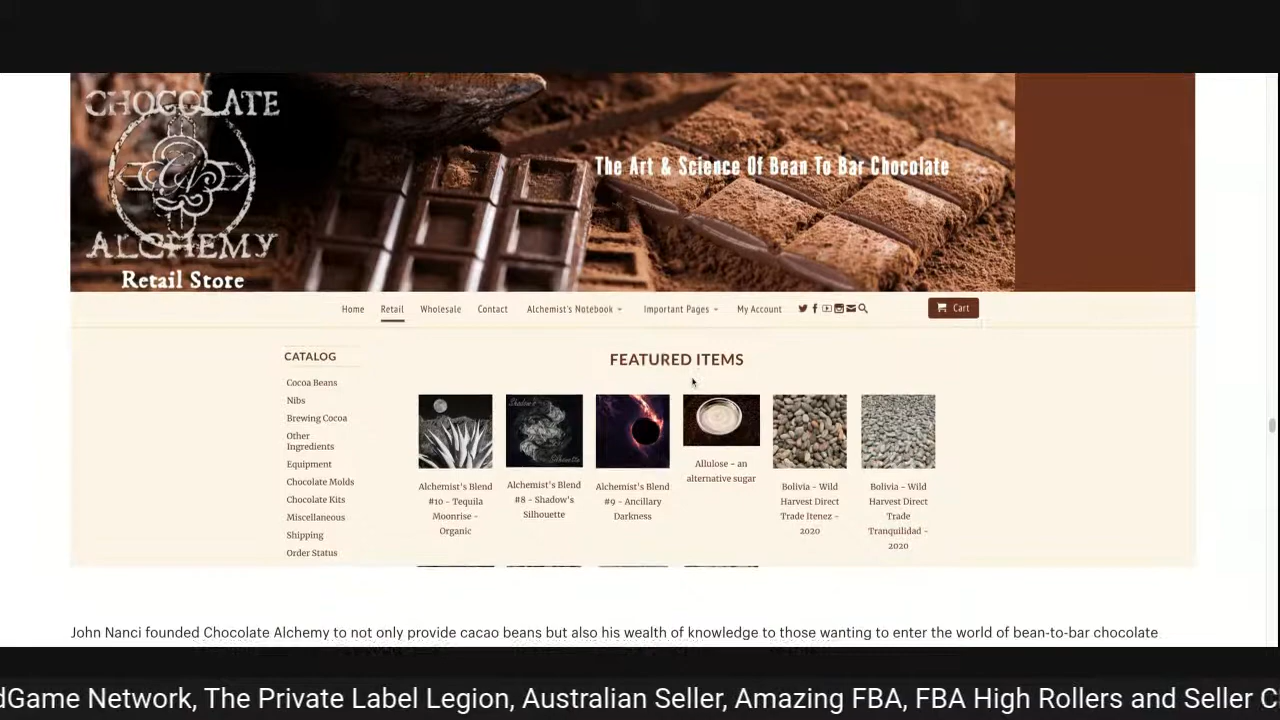 CHOCOLATE
ALCHEMY
Retail Store
The Art & Science Of Bean To Bar Chocolate
Home Retail Wholesale Contact Alchemist's Notebook Important Pages My Account Cart
CATALOG
Cocoa Beans
Nibs
Brewing Cocoa
Other
Ingredients
Equipment
Chocolate Molds
Chocolate Kits
Miscellaneous
Shipping
Order Status
FEATURED ITEMS
Alchemist's Blend
#10 - Tequila
Moonrise -
Organic
Alchemist's Blend
#8 - Shadow's
Silhouette
Alchemist's Blend
#9 - Ancillary
Darkness
Allulose - an
alternative sugar
Bolivia - Wild
Harvest Direct
Trade Itenez -
2020
Bolivia - Wild
Harvest Direct
Trade
Tranquilidad -
2020
John Nanci founded Chocolate Alchemy to not only provide cacao beans but also his wealth of knowledge to those wanting to enter the world of bean-to-bar chocolate
dGame Network, The Private Label Legion, Australian Seller, Amazing FBA, FBA High Rollers and Seller C